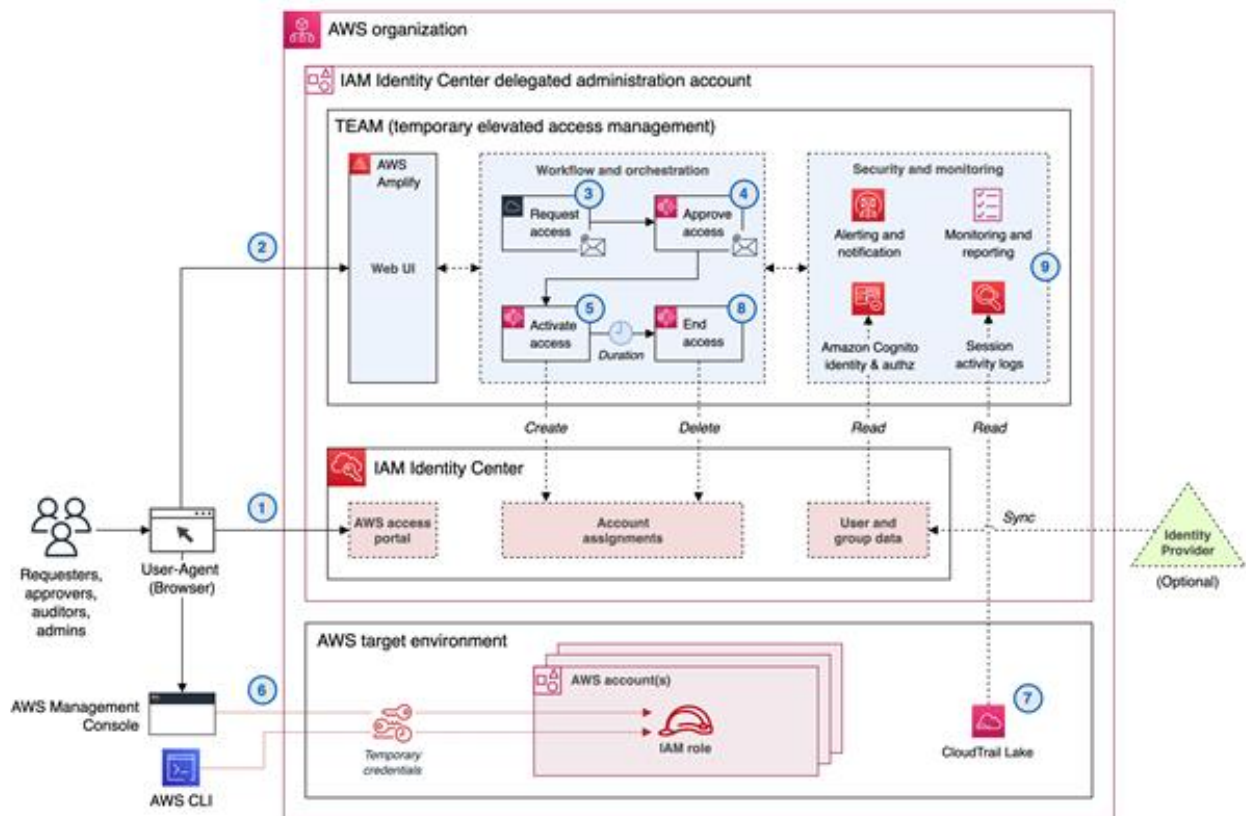 AWS organization
IAM Identity Center delegated administration account
TEAM (temporary elevated access management)
AWS
Amplify
Web UI
Workflow and orchestration
3
Request
access
4
Approve
access
5
Activate
access
Duration
8
End
access
Security and monitoring
Alerting and
notification
Monitoring and
reporting
9
Amazon Cognito
identity & authz
Session
activity logs
2
Create
Delete
Read
Read
IAM Identity Center
1
AWS access
portal
Account
assignments
User and
group data
Sync
Identity
Provider
(Optional)
Requesters,
approvers,
auditors,
admins
User-Agent
(Browser)
AWS target environment
AWS Management
Console
6
AWS CLI
Temporary
credentials
AWS account(s)
IAM role
7
CloudTrail Lake